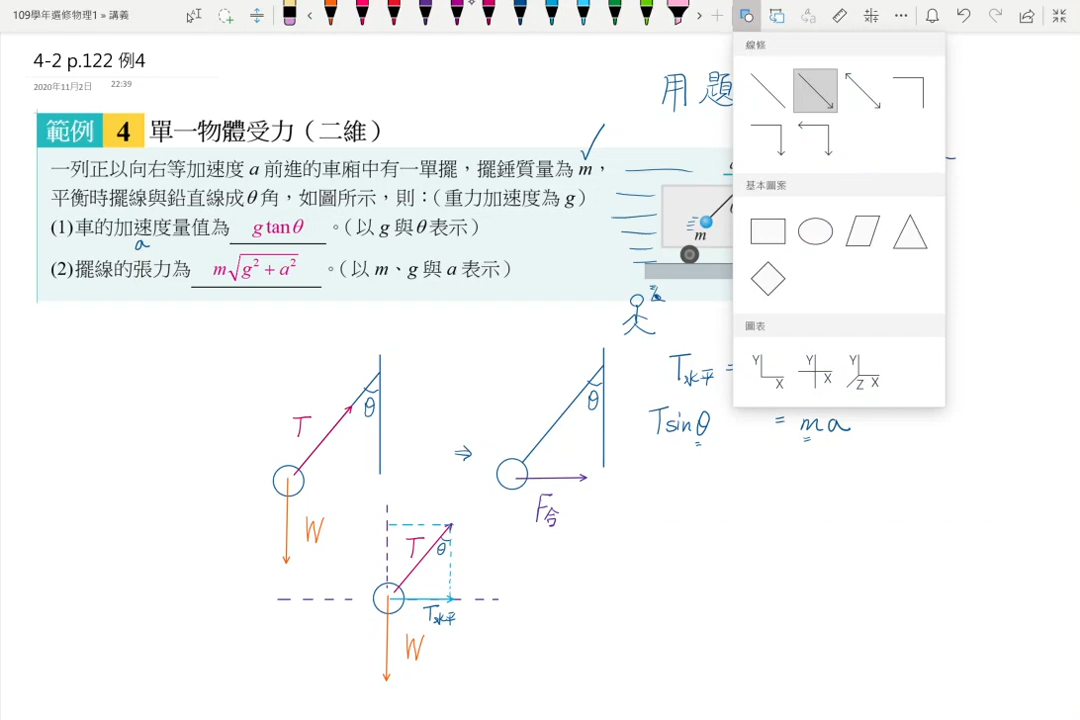 109學年選修物理1 » 講義
4-2 p.122 例4
2020年11月2日 22:39
用題
範例 4 單一物體受力(二維)
一列正以向右等加速度 a 前進的車廂中有一單擺,擺錘質量為 m,
平衡時擺線與鉛直線成 θ 角,如圖所示,則:(重力加速度為 g)
(1)車的加速度量值為 g tanθ 。(以 g 與 θ 表示)
a
(2)擺線的張力為 m√(g² + a²) 。(以 m、g 與 a 表示)
m
線條
基本圖案
圖表
Y X
Y X
Y Z X
T水平 =
Tsinθ = ma
θ
T
W
⇒
θ
F合
T θ
T水平
W